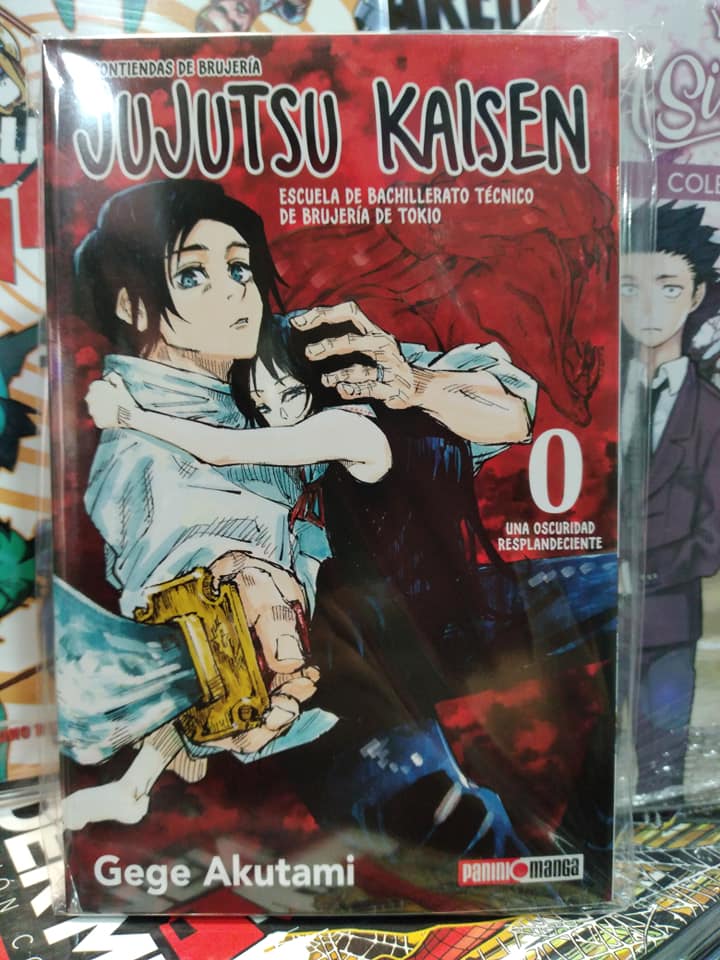 CONTIENDAS DE BRUJERÍA
JUJUTSU KAISEN
ESCUELA DE BACHILLERATO TÉCNICO
DE BRUJERÍA DE TOKIO
0
UNA OSCURIDAD
RESPLANDECIENTE
Gege Akutami
PANINI manga
COLE